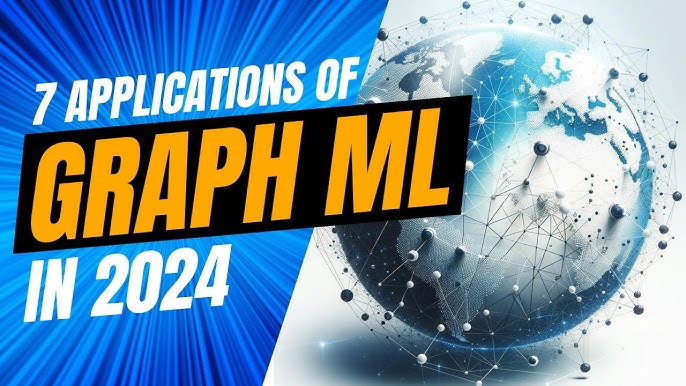 7 APPLICATIONS OF
GRAPH ML
IN 2024